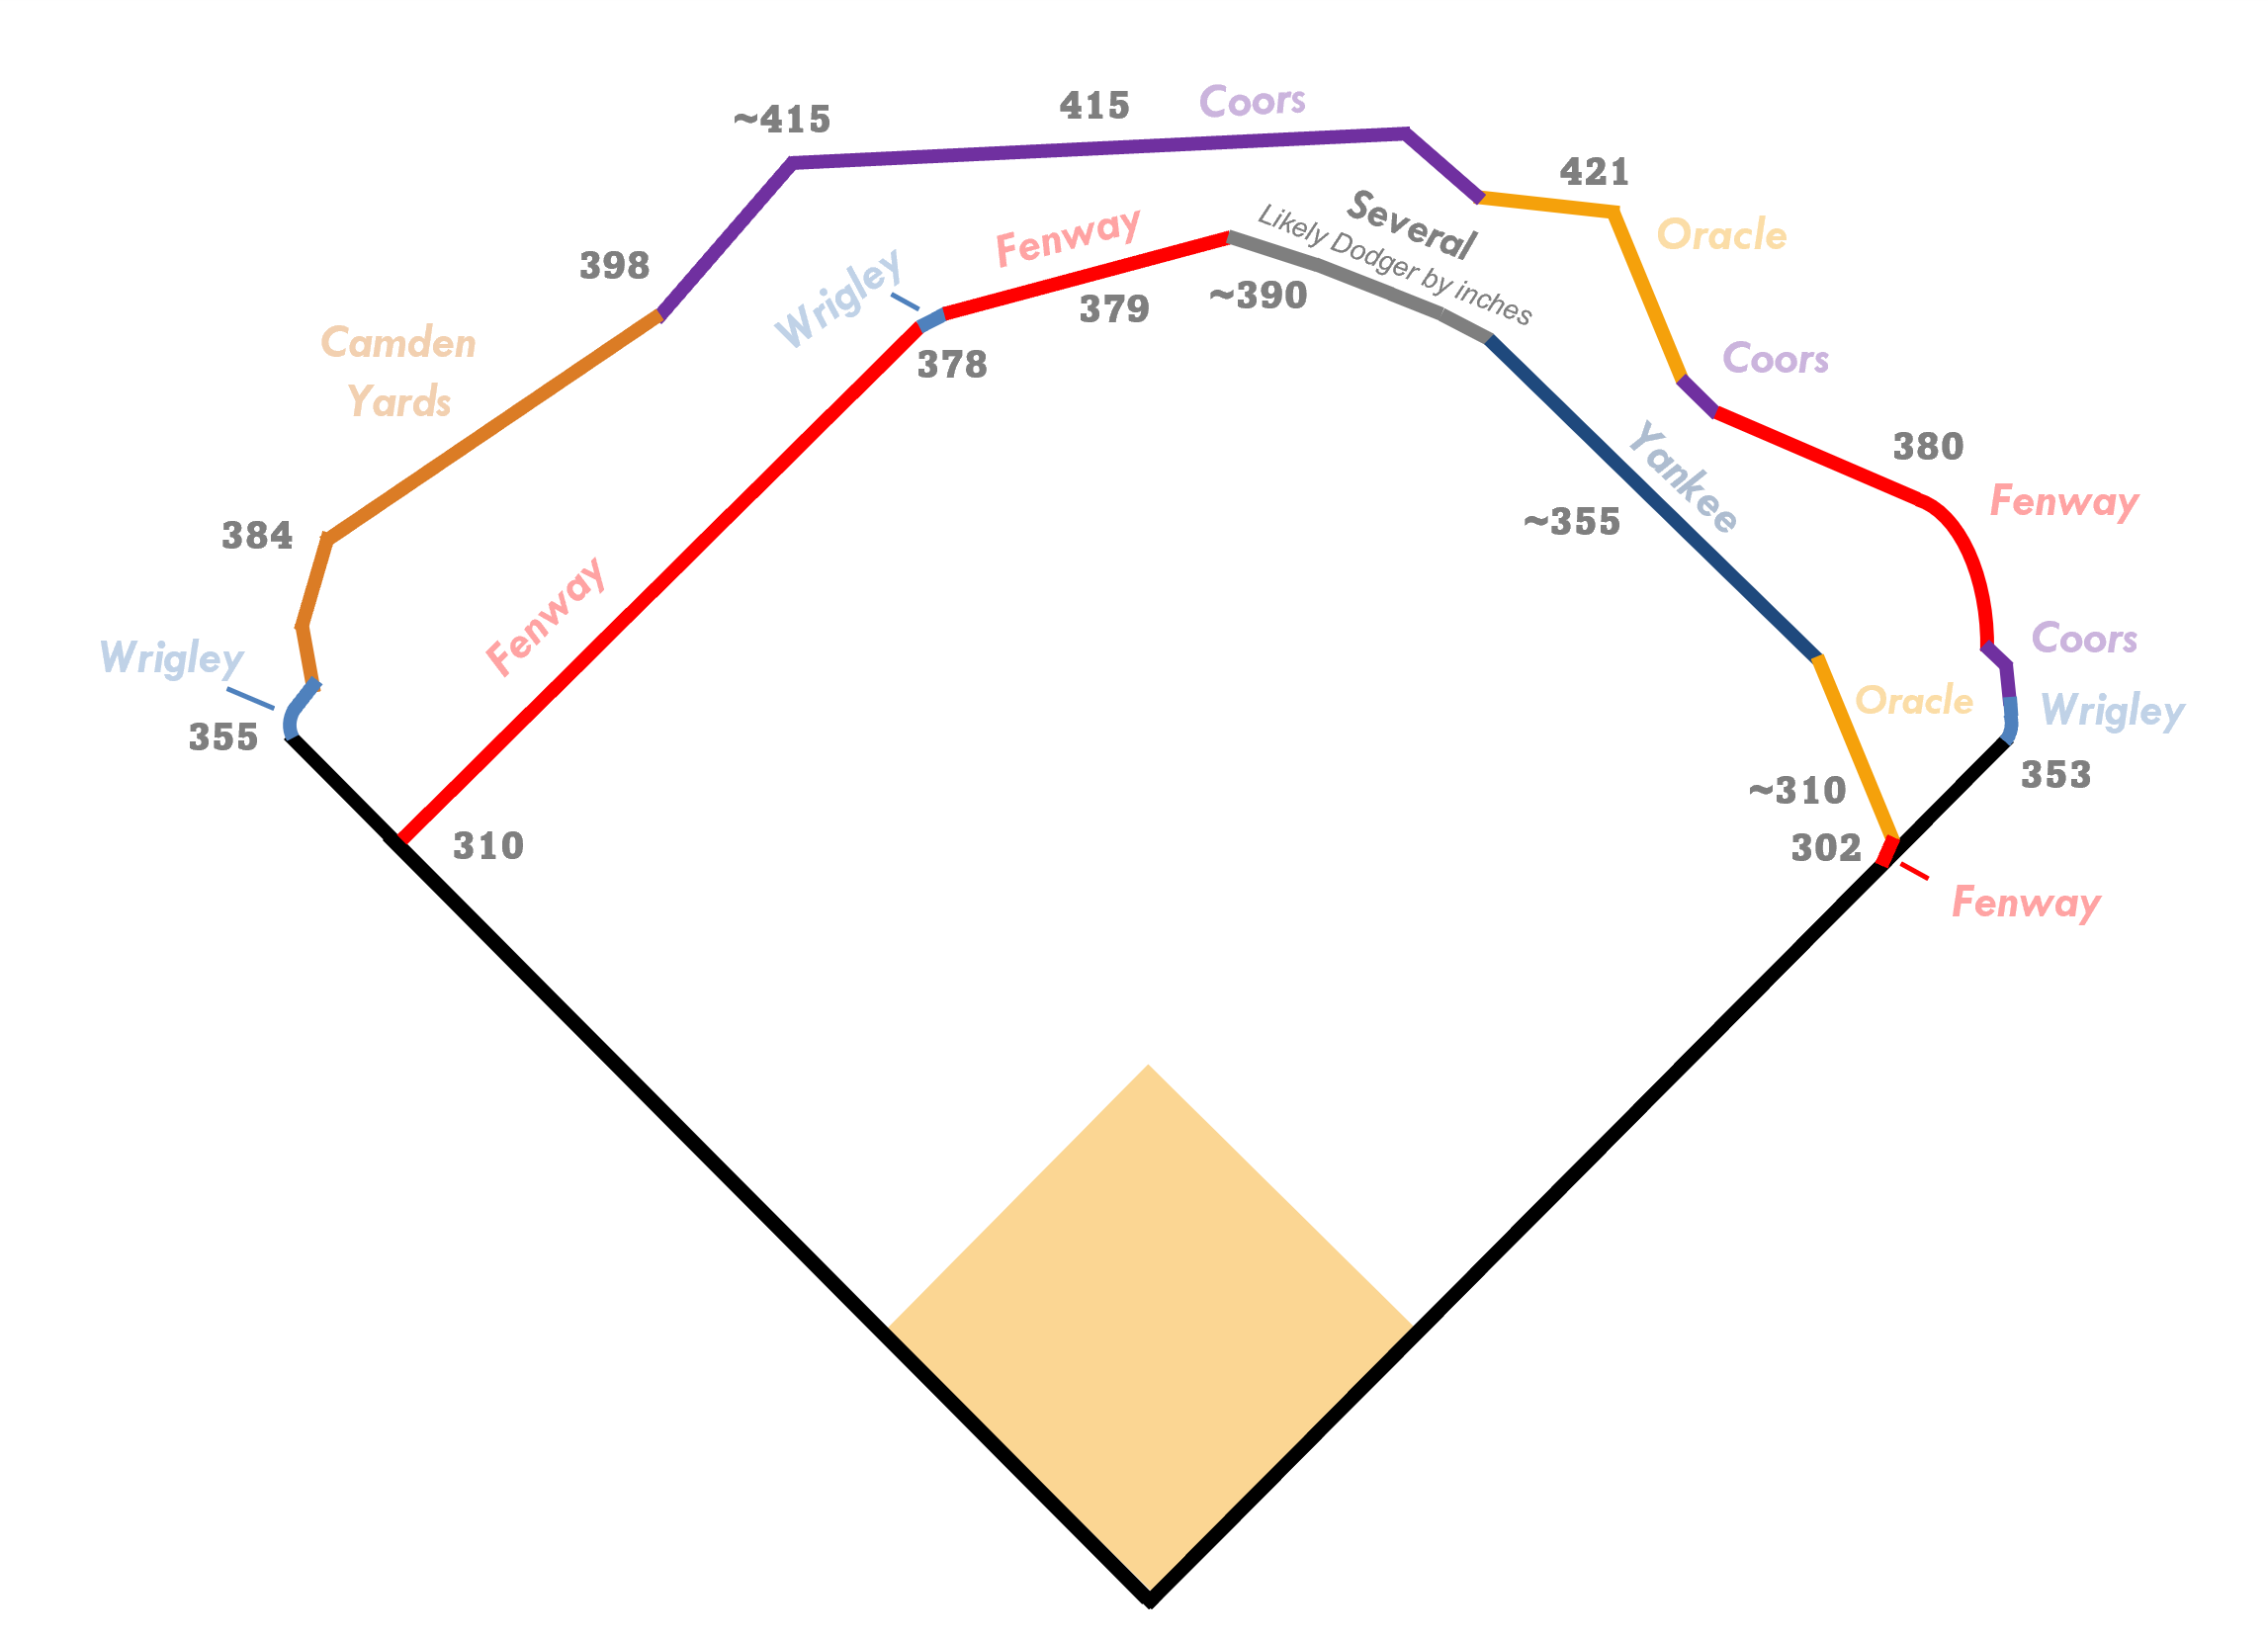 Coors
415
~415
421
Several
Likely Dodger by inches
Oracle
Fenway
Wrigley
398
~390
379
Camden
Yards
Coors
378
380
Yankee
Fenway
384
~355
Fenway
Wrigley
Coors
Oracle
Wrigley
355
353
~310
310
302
Fenway